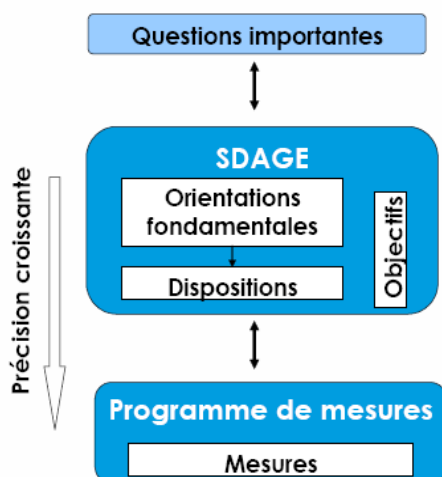 Questions importantes
SDAGE
Orientations
fondamentales
Dispositions
Objectifs
Précision croissante
Programme de mesures
Mesures